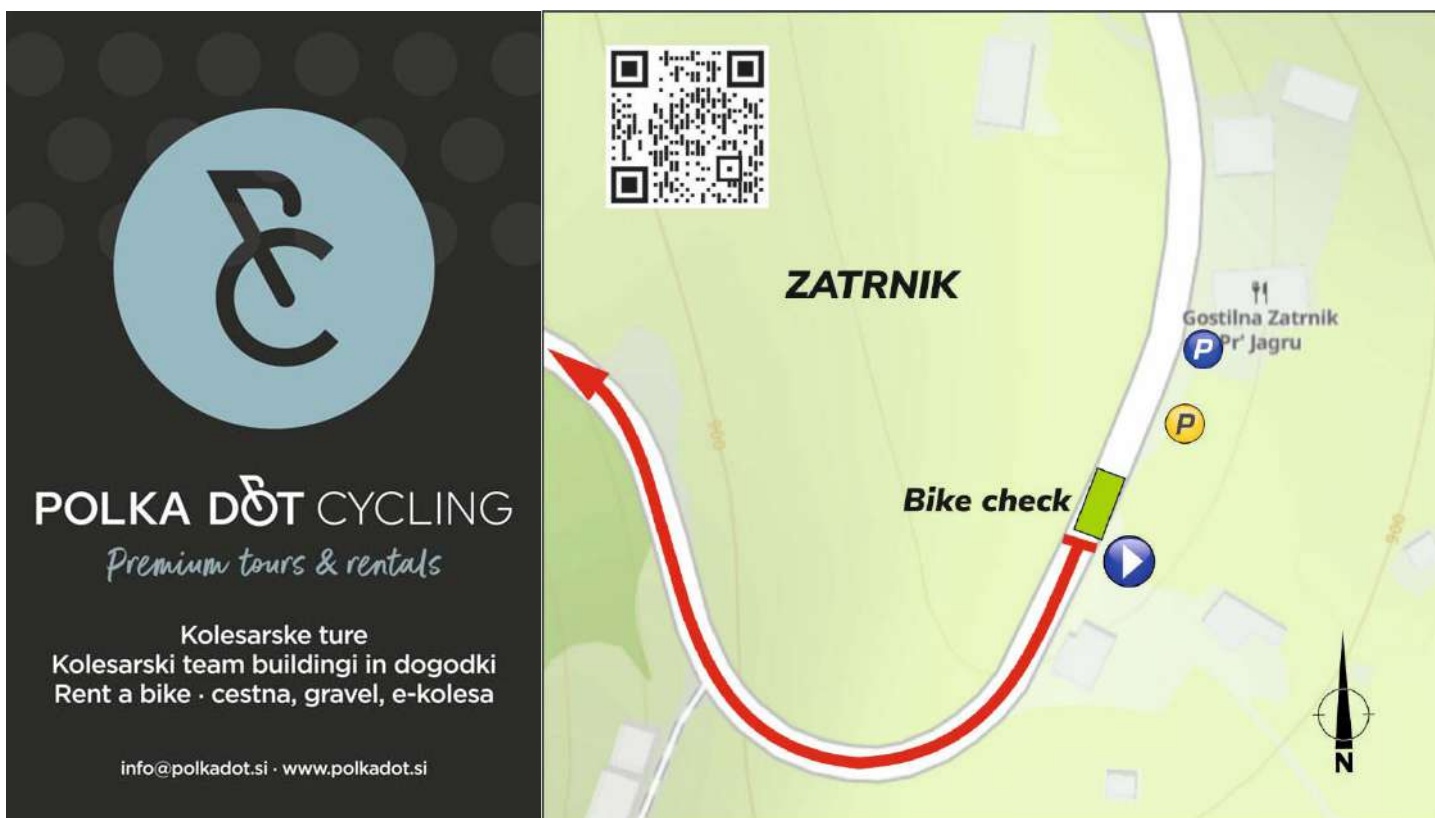 POLKA DOT CYCLING
Premium tours & rentals
Kolesarske ture
Kolesarski team buildingi in dogodki
Rent a bike · cestna, gravel, e-kolesa
info@polkadot.si · www.polkadot.si
ZATRNIK
Gostilna Zatrnik
Pr' Jagru
P
P
Bike check
900
900
N